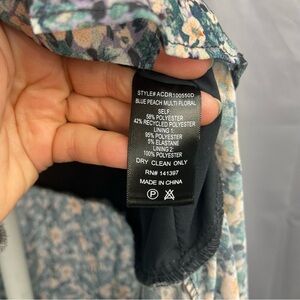 STYLE# ACDR100550D
BLUE PEACH MULTI FLORAL
SELF
58% POLYESTER
42% RECYCLED POLYESTER
LINING 1:
95% POLYESTER
5% ELASTANE
LINING 2:
100% POLYESTER
DRY CLEAN ONLY
RN# 141397
MADE IN CHINA
P